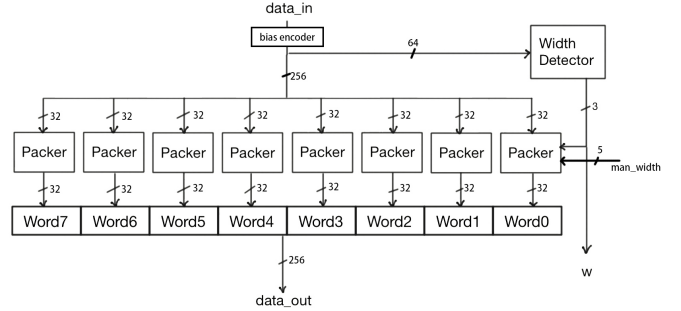 data_in
bias encoder
64
Width
Detector
256
3
32 32 32 32 32 32 32 32
Packer Packer Packer Packer Packer Packer Packer Packer
5
man_width
32 32 32 32 32 32 32 32
Word7 Word6 Word5 Word4 Word3 Word2 Word1 Word0
256
w
data_out